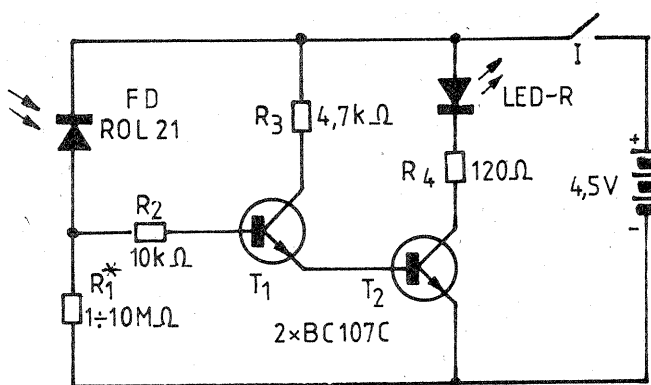 I
FD
ROL 21
R3
4,7kΩ
LED-R
R4
120Ω
+
4,5V
-
R2
10kΩ
R1*
1÷10MΩ
T1
T2
2×BC107C